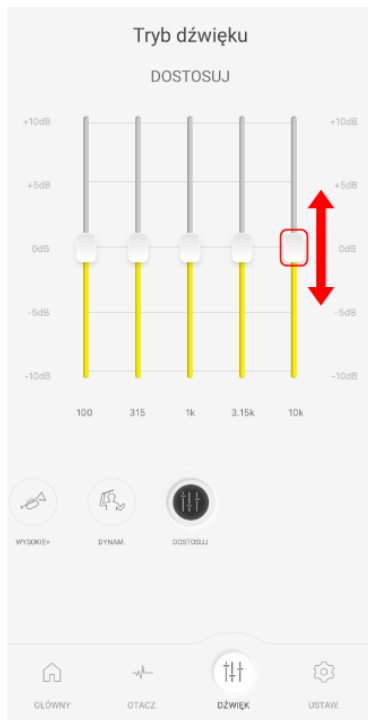 Tryb dźwięku
DOSTOSUJ
+10dB +10dB
+5dB +5dB
0dB 0dB
-5dB -5dB
-10dB -10dB
100 315 1k 3.15k 10k
WYSOKIE+ DYNAM. DOSTOSUJ
GŁÓWNY OTACZ. DŹWIĘK USTAW.